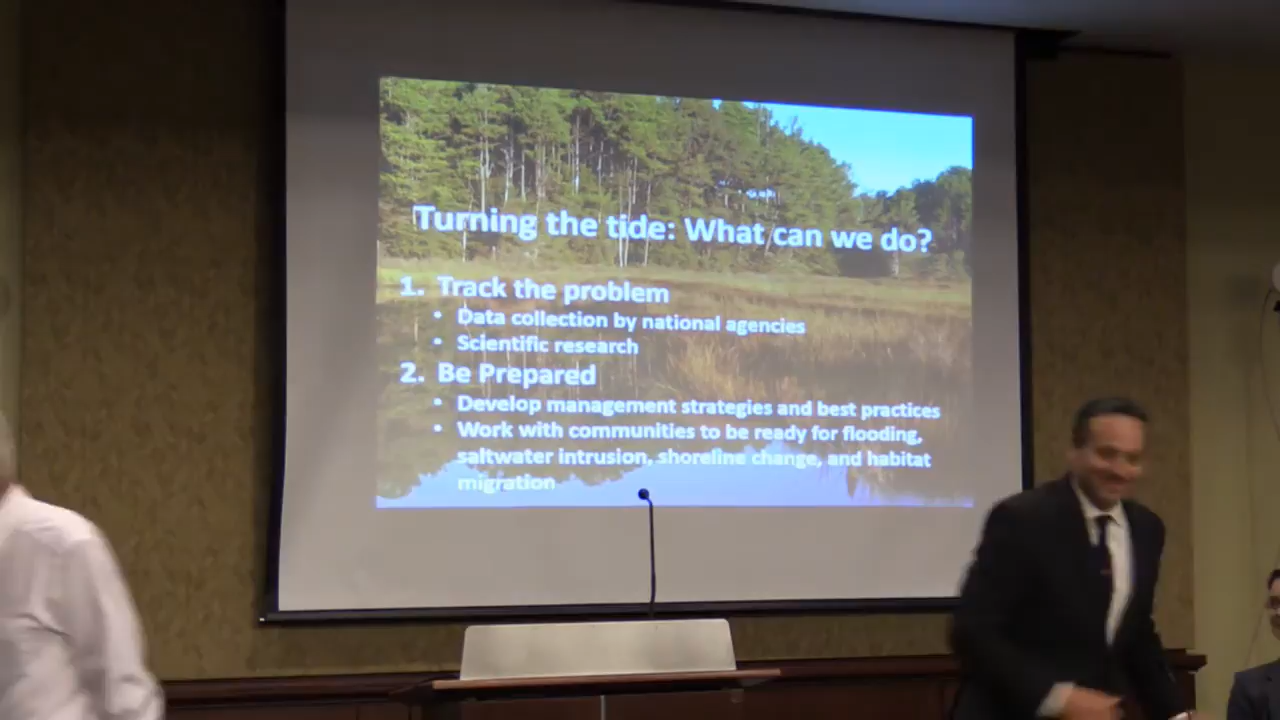 Turning the tide: What can we do?
1. Track the problem
• Data collection by national agencies
• Scientific research
2. Be Prepared
• Develop management strategies and best practices
• Work with communities to be ready for flooding,
saltwater intrusion, shoreline change, and habitat
migration